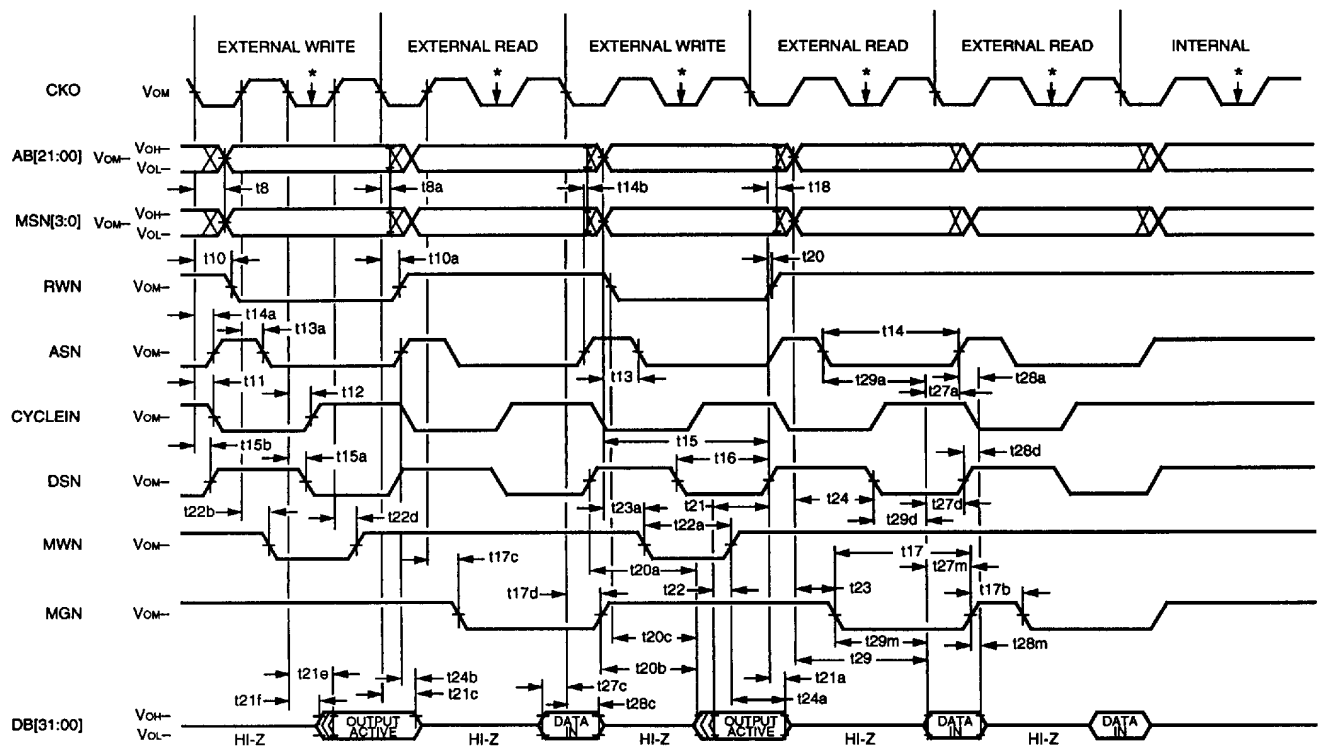 EXTERNAL WRITE EXTERNAL READ EXTERNAL WRITE EXTERNAL READ EXTERNAL READ INTERNAL
* * * * * *
CKO VOM
AB[21:00] VOM– VOH– VOL–
t8 t8a t14b t18
MSN[3:0] VOM– VOH– VOL–
t10 t10a t20
RWN VOM–
t14a t13a t14
ASN VOM–
t11 t12 t13 t29a t27a t28a
CYCLEIN VOM–
t15b t15a t15 t16 t28d
DSN VOM–
t22b t22d t23a t21 t24 t29d t27d
t22a
MWN VOM–
t17c t20a t17
t17d t22 t23 t27m t17b
MGN VOM–
t20c t29m t28m
t20b t29
t21e t24b t27c t21a
t21f t21c t28c t24a
DB[31:00] VOH– VOL–
OUTPUT ACTIVE DATA IN OUTPUT ACTIVE DATA IN DATA IN
HI-Z HI-Z HI-Z HI-Z HI-Z